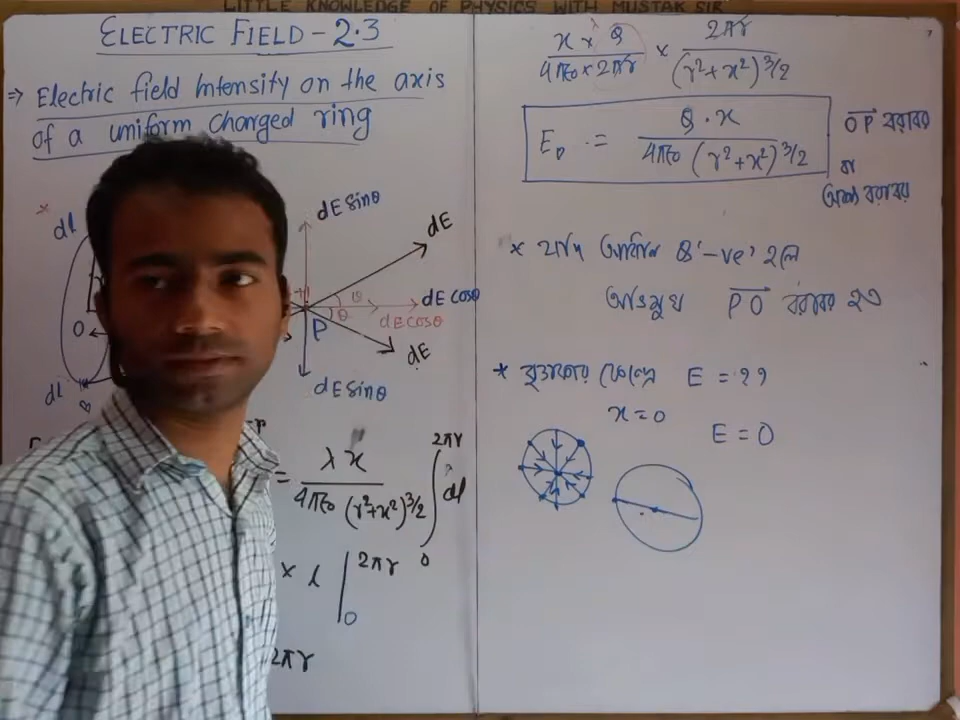 LITTLE KNOWLEDGE OF PHYSICS WITH MUSTAK SIR
ELECTRIC FIELD - 2.3
⇒ Electric field Intensity on the axis
of a uniform charged ring
* dl
dE sinθ
dE
θ
dE cosθ
O
P
θ
dE cosθ
dE
dl
dE sinθ
= λx / 4πε₀ (r²+x²)^3/2 ∫₀^2πr dl
× l |₀^2πr
2πr
x × Q / 4πε₀ × 2πr × 2πr / (r²+x²)^3/2
E_P = Q·x / 4πε₀ (r²+x²)^3/2
OP বরাবর
বা
অক্ষ বরাবর
* যদি আধান Q '-ve' হলে
অভিমুখ PO বরাবর হত
* বৃত্তাকার কেন্দ্রে E = ??
x = 0
E = 0